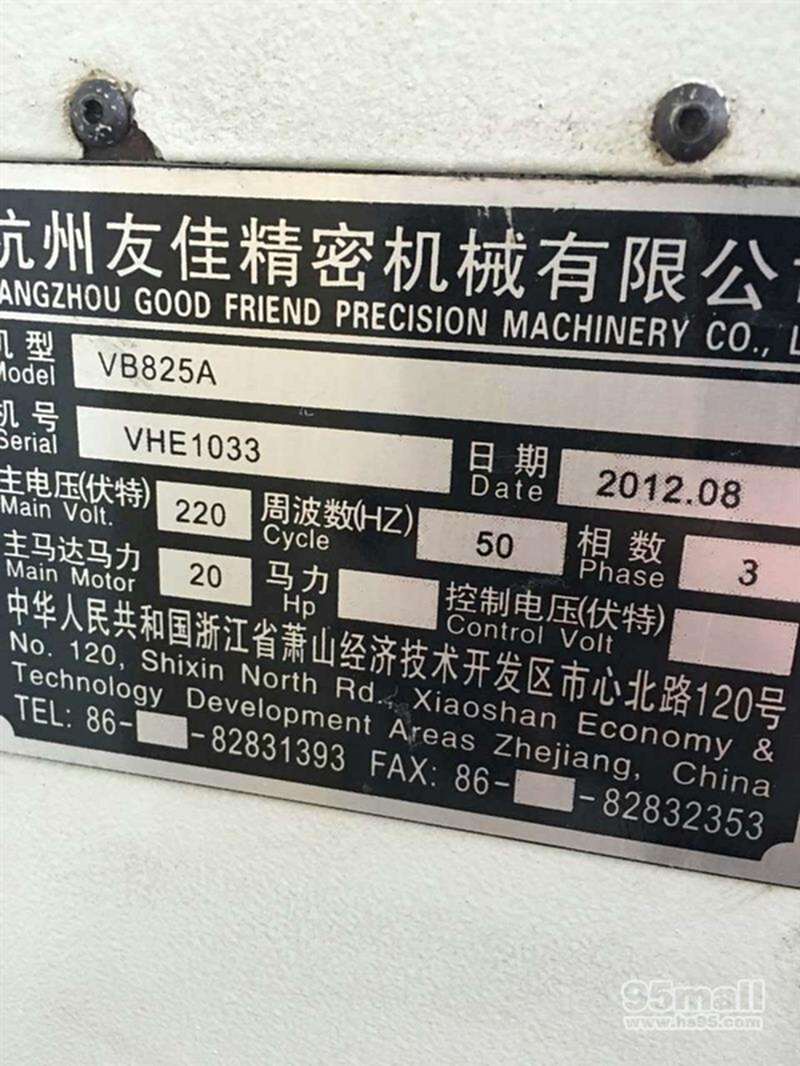 杭州友佳精密机械有限公
ANGZHOU GOOD FRIEND PRECISION MACHINERY CO., L
机型 VB825A
Model
机号 VHE1033 日期 2012.08
Serial Date
主电压(伏特) 220 周波数(HZ) 50 相数 3
Main Volt. Cycle Phase
主马达马力 20 马力 控制电压(伏特)
Main Motor Hp Control Volt
中华人民共和国浙江省萧山经济技术开发区市心北路120号
No. 120, Shixin North Rd., Xiaoshan Economy &
Technology Development Areas Zhejiang, China
TEL: 86- -82831393 FAX: 86- -82832353
95mall
www.hs95.com